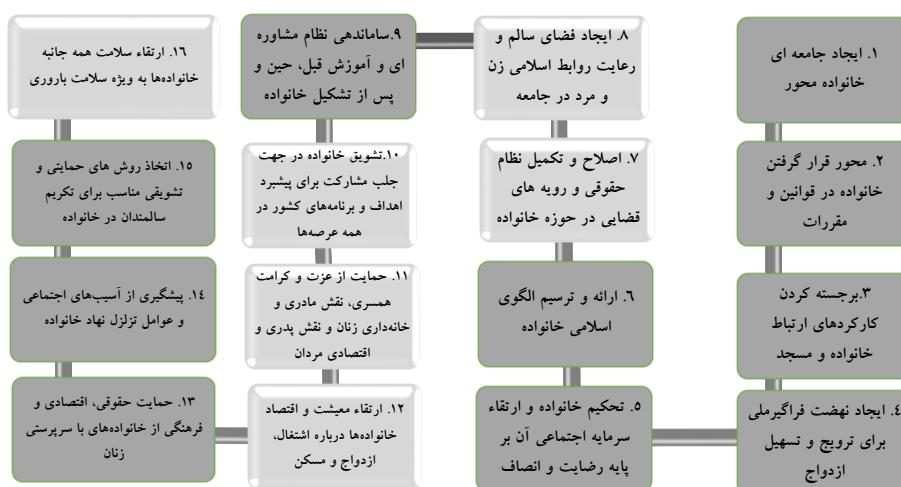 ۱. ایجاد جامعه ای
خانواده محور
۲. محور قرار گرفتن
خانواده در قوانین و
مقررات
۳.برجسته کردن
کارکردهای ارتباط
خانواده و مسجد
٤. ایجاد نهضت فراگیرملی
برای ترویج و تسهیل
ازدواج
۵. تحکیم خانواده و ارتقاء
سرمایه اجتماعی آن بر
پایه رضایت و انصاف
۶. ارائه و ترسیم الگوی
اسلامی خانواده
۷. اصلاح و تکمیل نظام
حقوقی و رویه های
قضایی در حوزه خانواده
۸. ایجاد فضای سالم و
رعایت روابط اسلامی زن
و مرد در جامعه
۹.ساماندهی نظام مشاوره
ای و آموزش قبل، حین و
پس از تشکیل خانواده
۱۰.تشویق خانواده در جهت
جلب مشارکت برای پیشبرد
اهداف و برنامه‌های کشور در
همه عرصه‌ها
۱۱. حمایت از عزت و کرامت
همسری، نقش مادری و
خانه‌داری زنان و نقش پدری و
اقتصادی مردان
۱۲. ارتقاء معیشت و اقتصاد
خانواده‌ها درباره اشتغال،
ازدواج و مسکن
۱۳. حمایت حقوقی، اقتصادی و
فرهنگی از خانواده‌های با سرپرستی
زنان
۱٤. پیشگیری از آسیب‌های اجتماعی
و عوامل تزلزل نهاد خانواده
۱۵. اتخاذ روش های حمایتی و
تشویقی مناسب برای تکریم
سالمندان در خانواده
۱۶. ارتقاء سلامت همه جانبه
خانواده‌ها به ویژه سلامت باروری